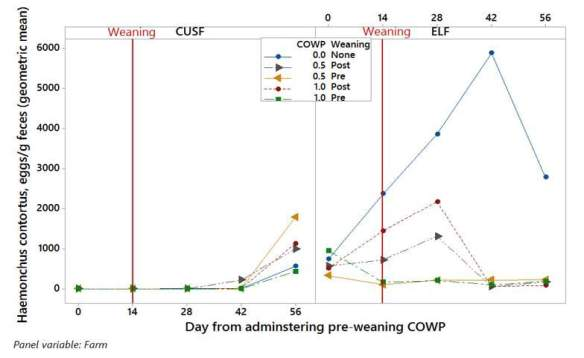 0 14 28 42 56
Weaning CUSF Weaning ELF
Haemonchus contortus, eggs/g feces (geometric mean)
6000
5000
4000
3000
2000
1000
0
COWP Weaning
0.0 None
0.5 Post
0.5 Pre
1.0 Post
1.0 Pre
0 14 28 42 56
Day from adminstering pre-weaning COWP
Panel variable: Farm